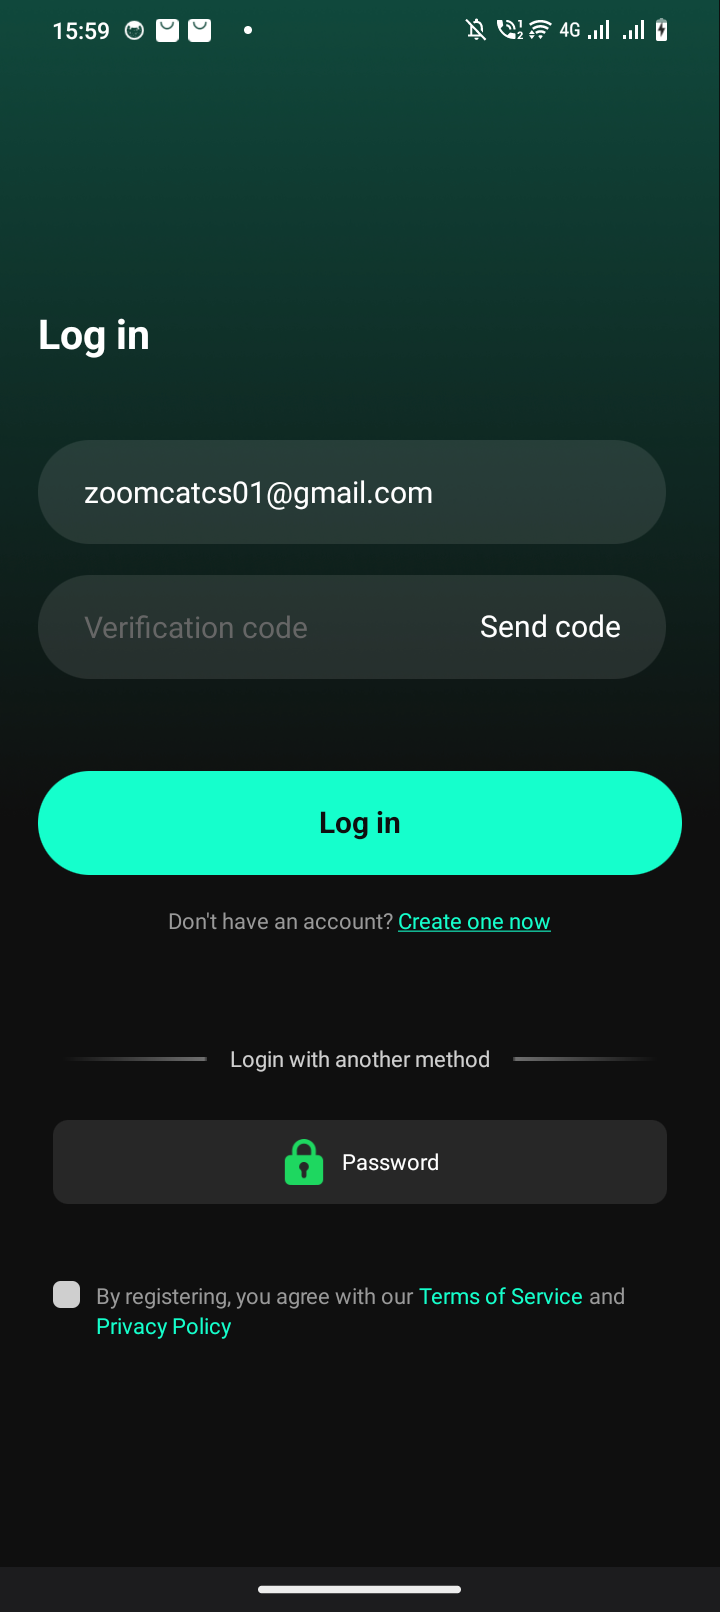 15:59
4G
Log in
zoomcatcs01@gmail.com
Verification code Send code
Log in
Don't have an account? Create one now
Login with another method
Password
By registering, you agree with our Terms of Service and
Privacy Policy